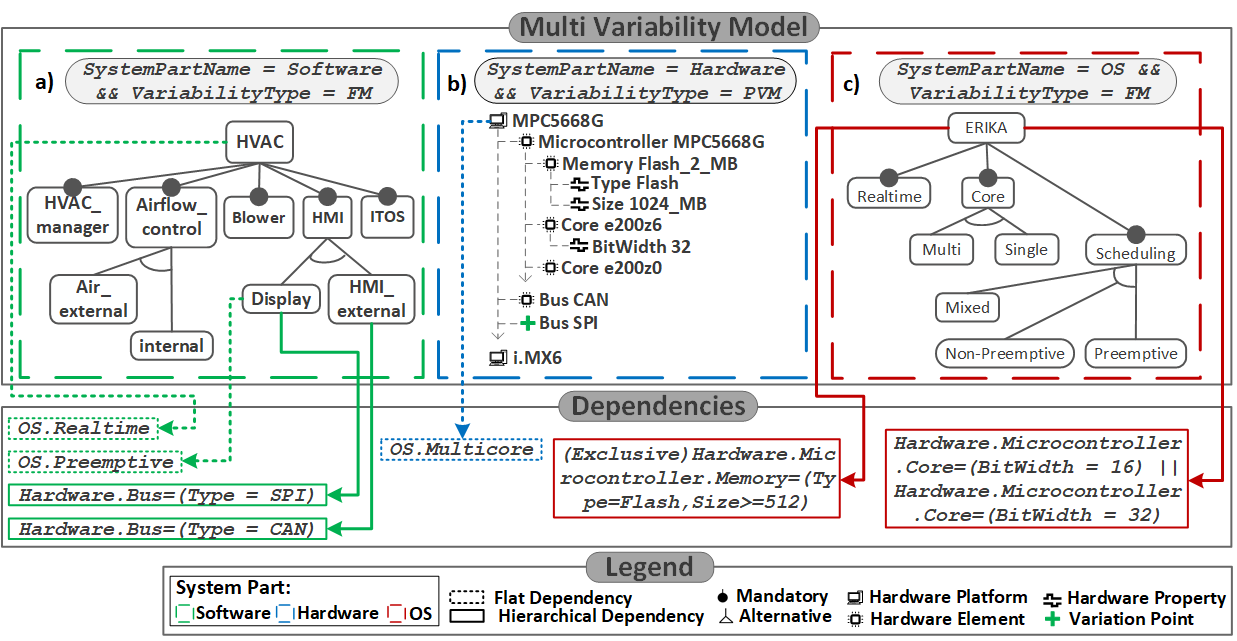 Multi Variability Model
a)
SystemPartName = Software
&& VariabilityType = FM
HVAC
HVAC_
manager
Airflow_
control
Blower
HMI
ITOS
Air_
external
Display
HMI_
external
internal
b)
SystemPartName = Hardware
&& VariabilityType = PVM
MPC5668G
Microcontroller MPC5668G
Memory Flash_2_MB
Type Flash
Size 1024_MB
Core e200z6
BitWidth 32
Core e200z0
Bus CAN
Bus SPI
i.MX6
c)
SystemPartName = OS &&
VariabilityType = FM
ERIKA
Realtime
Core
Multi
Single
Scheduling
Mixed
Non-Preemptive
Preemptive
Dependencies
OS.Realtime
OS.Preemptive
Hardware.Bus=(Type = SPI)
Hardware.Bus=(Type = CAN)
OS.Multicore
(Exclusive)Hardware.Mic
rocontroller.Memory=(Ty
pe=Flash,Size>=512)
Hardware.Microcontroller
.Core=(BitWidth = 16) ||
Hardware.Microcontroller
.Core=(BitWidth = 32)
Legend
System Part:
Software Hardware OS
Flat Dependency
Hierarchical Dependency
Mandatory
Alternative
Hardware Platform
Hardware Element
Hardware Property
Variation Point